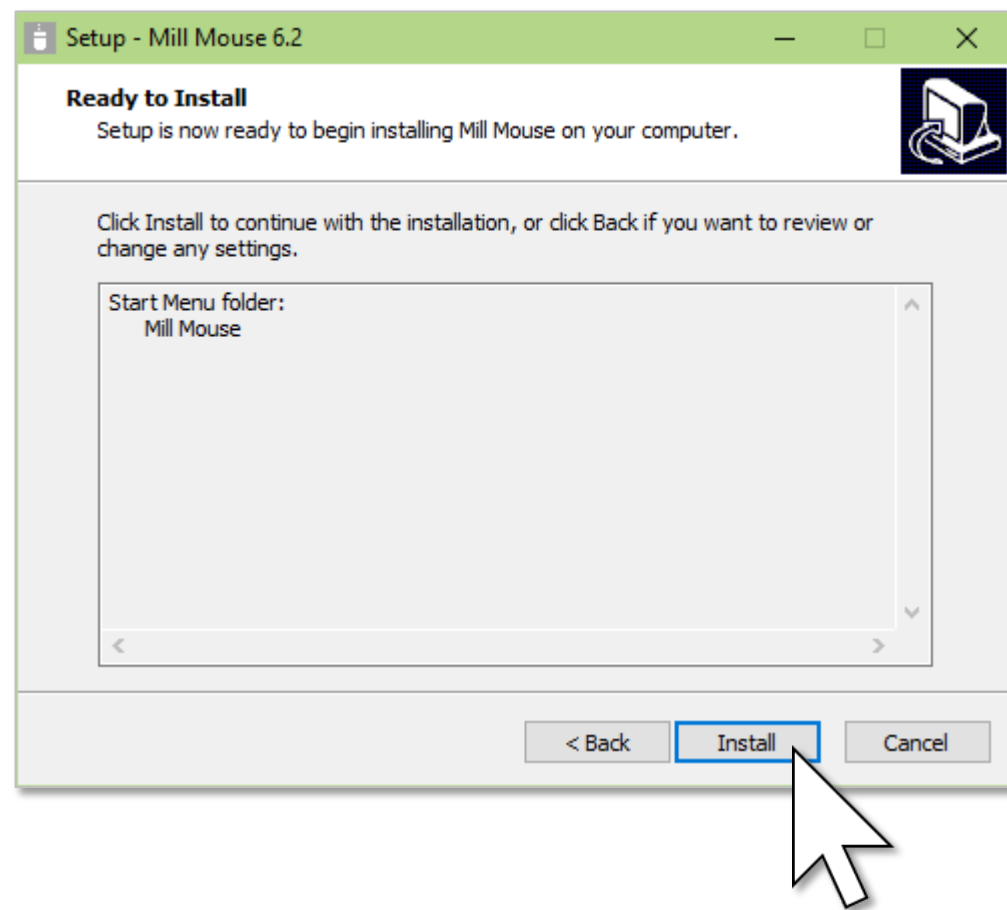 Setup - Mill Mouse 6.2
Ready to Install
Setup is now ready to begin installing Mill Mouse on your computer.
Click Install to continue with the installation, or click Back if you want to review or
change any settings.
Start Menu folder:
Mill Mouse
< Back
Install
Cancel